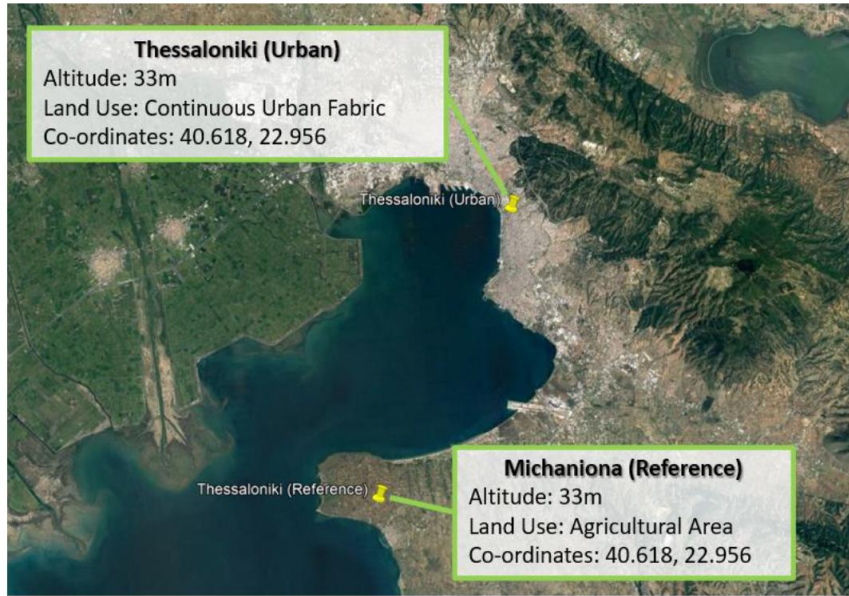 Thessaloniki (Urban)
Altitude: 33m
Land Use: Continuous Urban Fabric
Co-ordinates: 40.618, 22.956
Thessaloniki (Urban)
Thessaloniki (Reference)
Michaniona (Reference)
Altitude: 33m
Land Use: Agricultural Area
Co-ordinates: 40.618, 22.956